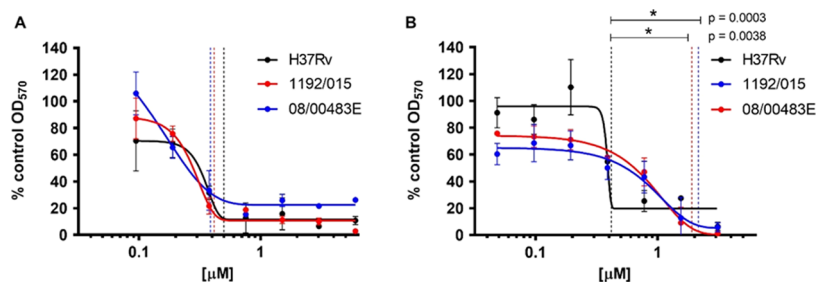 A
% control OD570
140
120
100
80
60
40
20
0
0.1
1
[μM]
H37Rv
1192/015
08/00483E
B
*
p = 0.0003
*
p = 0.0038
% control OD570
140
120
100
80
60
40
20
0
0.1
1
[μM]
H37Rv
1192/015
08/00483E